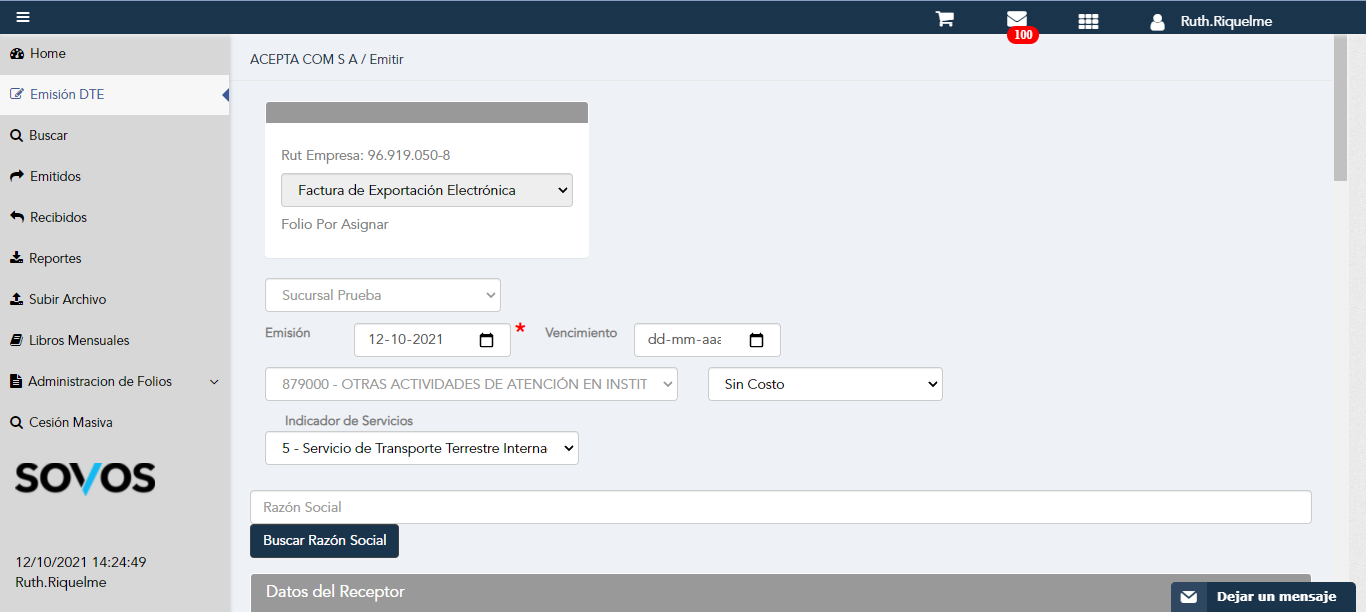 100
Ruth.Riquelme
Home
Emisión DTE
Buscar
Emitidos
Recibidos
Reportes
Subir Archivo
Libros Mensuales
Administracion de Folios
Cesión Masiva
SOVOS
12/10/2021 14:24:49
Ruth.Riquelme
ACEPTA COM S A / Emitir
Rut Empresa: 96.919.050-8
Factura de Exportación Electrónica
Folio Por Asignar
Sucursal Prueba
Emisión 12-10-2021 * Vencimiento dd-mm-aaa
879000 - OTRAS ACTIVIDADES DE ATENCIÓN EN INSTIT Sin Costo
Indicador de Servicios
5 - Servicio de Transporte Terrestre Interna
Razón Social
Buscar Razón Social
Datos del Receptor
Dejar un mensaje